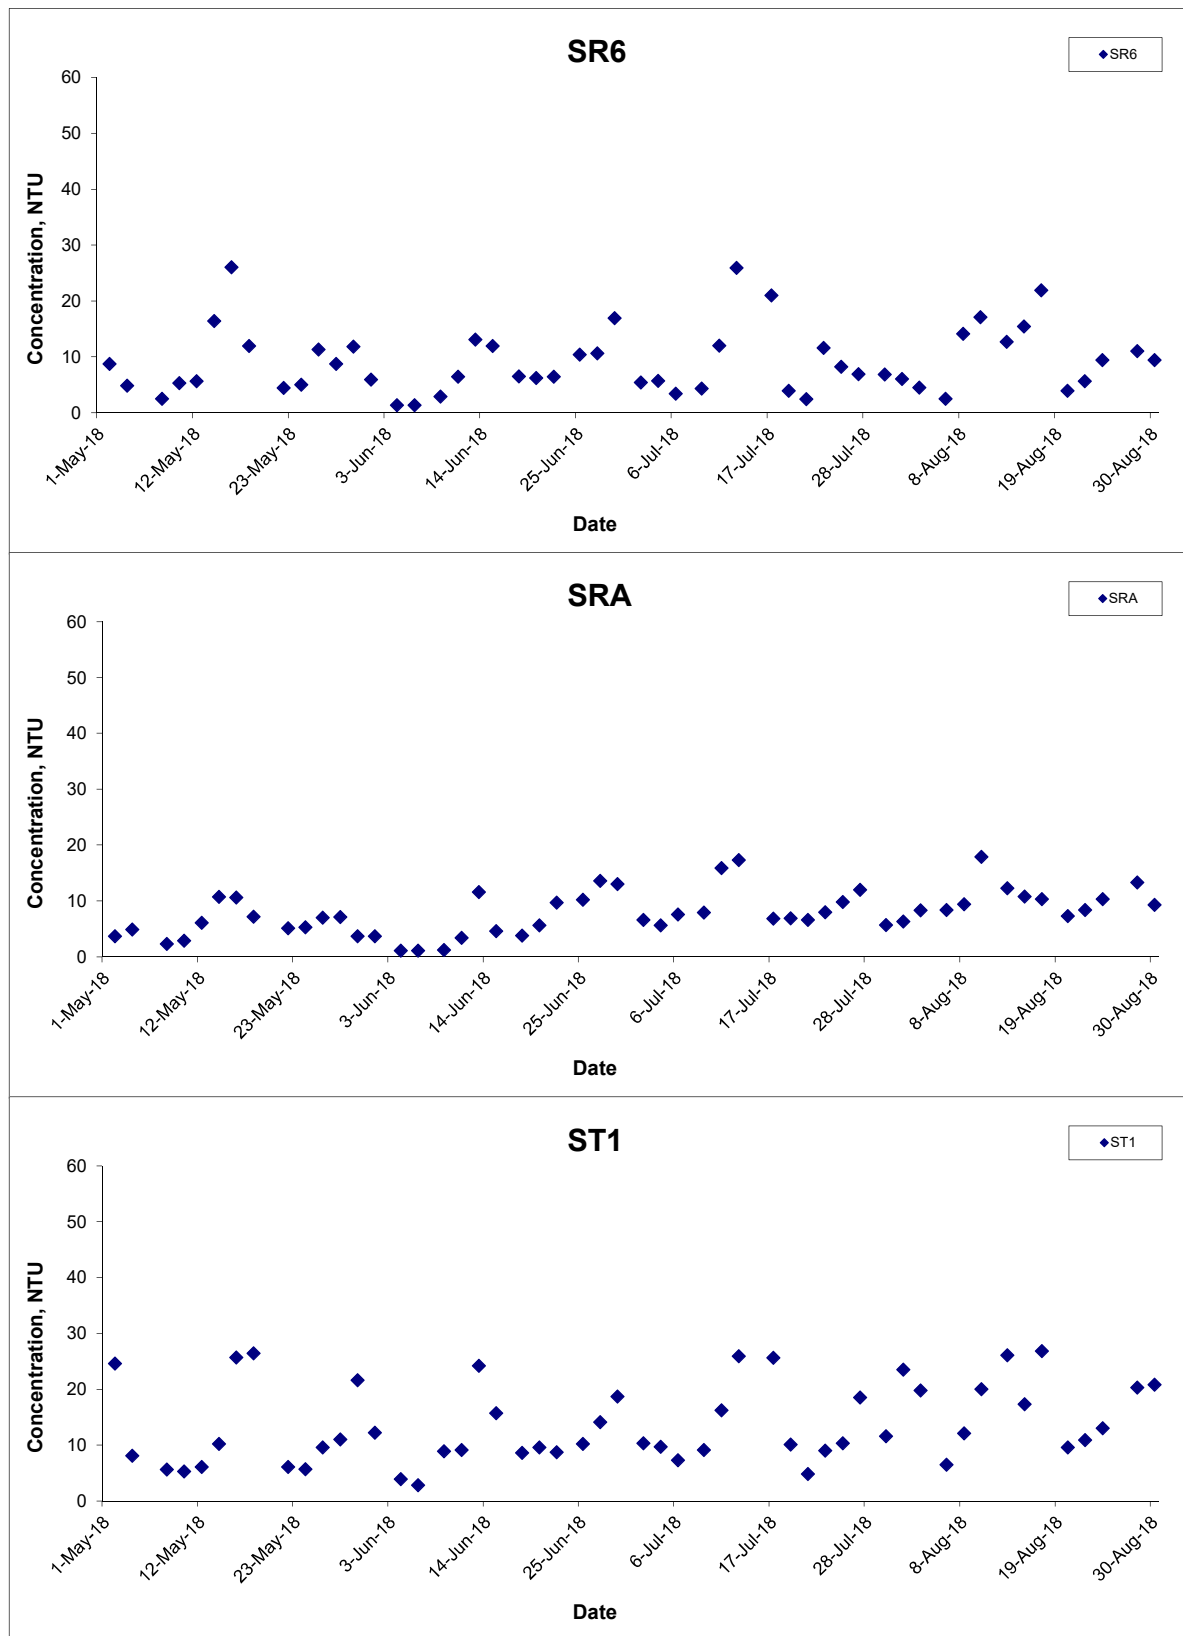 SR6
SR6
60
50
40
30
20
10
0
Concentration, NTU
1-May-18
12-May-18
23-May-18
3-Jun-18
14-Jun-18
25-Jun-18
6-Jul-18
17-Jul-18
28-Jul-18
8-Aug-18
19-Aug-18
30-Aug-18
Date
SRA
SRA
60
50
40
30
20
10
0
Concentration, NTU
1-May-18
12-May-18
23-May-18
3-Jun-18
14-Jun-18
25-Jun-18
6-Jul-18
17-Jul-18
28-Jul-18
8-Aug-18
19-Aug-18
30-Aug-18
Date
ST1
ST1
60
50
40
30
20
10
0
Concentration, NTU
1-May-18
12-May-18
23-May-18
3-Jun-18
14-Jun-18
25-Jun-18
6-Jul-18
17-Jul-18
28-Jul-18
8-Aug-18
19-Aug-18
30-Aug-18
Date